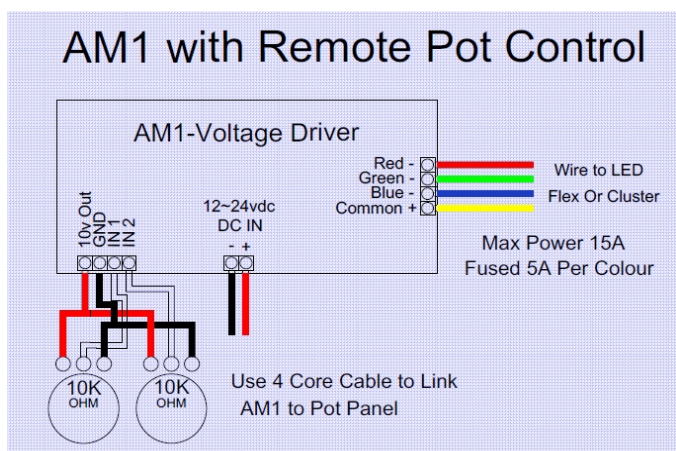 AM1 with Remote Pot Control
AM1-Voltage Driver
Red -
Green -
Blue -
Common +
Wire to LED
Flex Or Cluster
10v Out
GND
IN 1
IN 2
12~24vdc
DC IN
- +
Max Power 15A
Fused 5A Per Colour
10K
OHM
10K
OHM
Use 4 Core Cable to Link
AM1 to Pot Panel